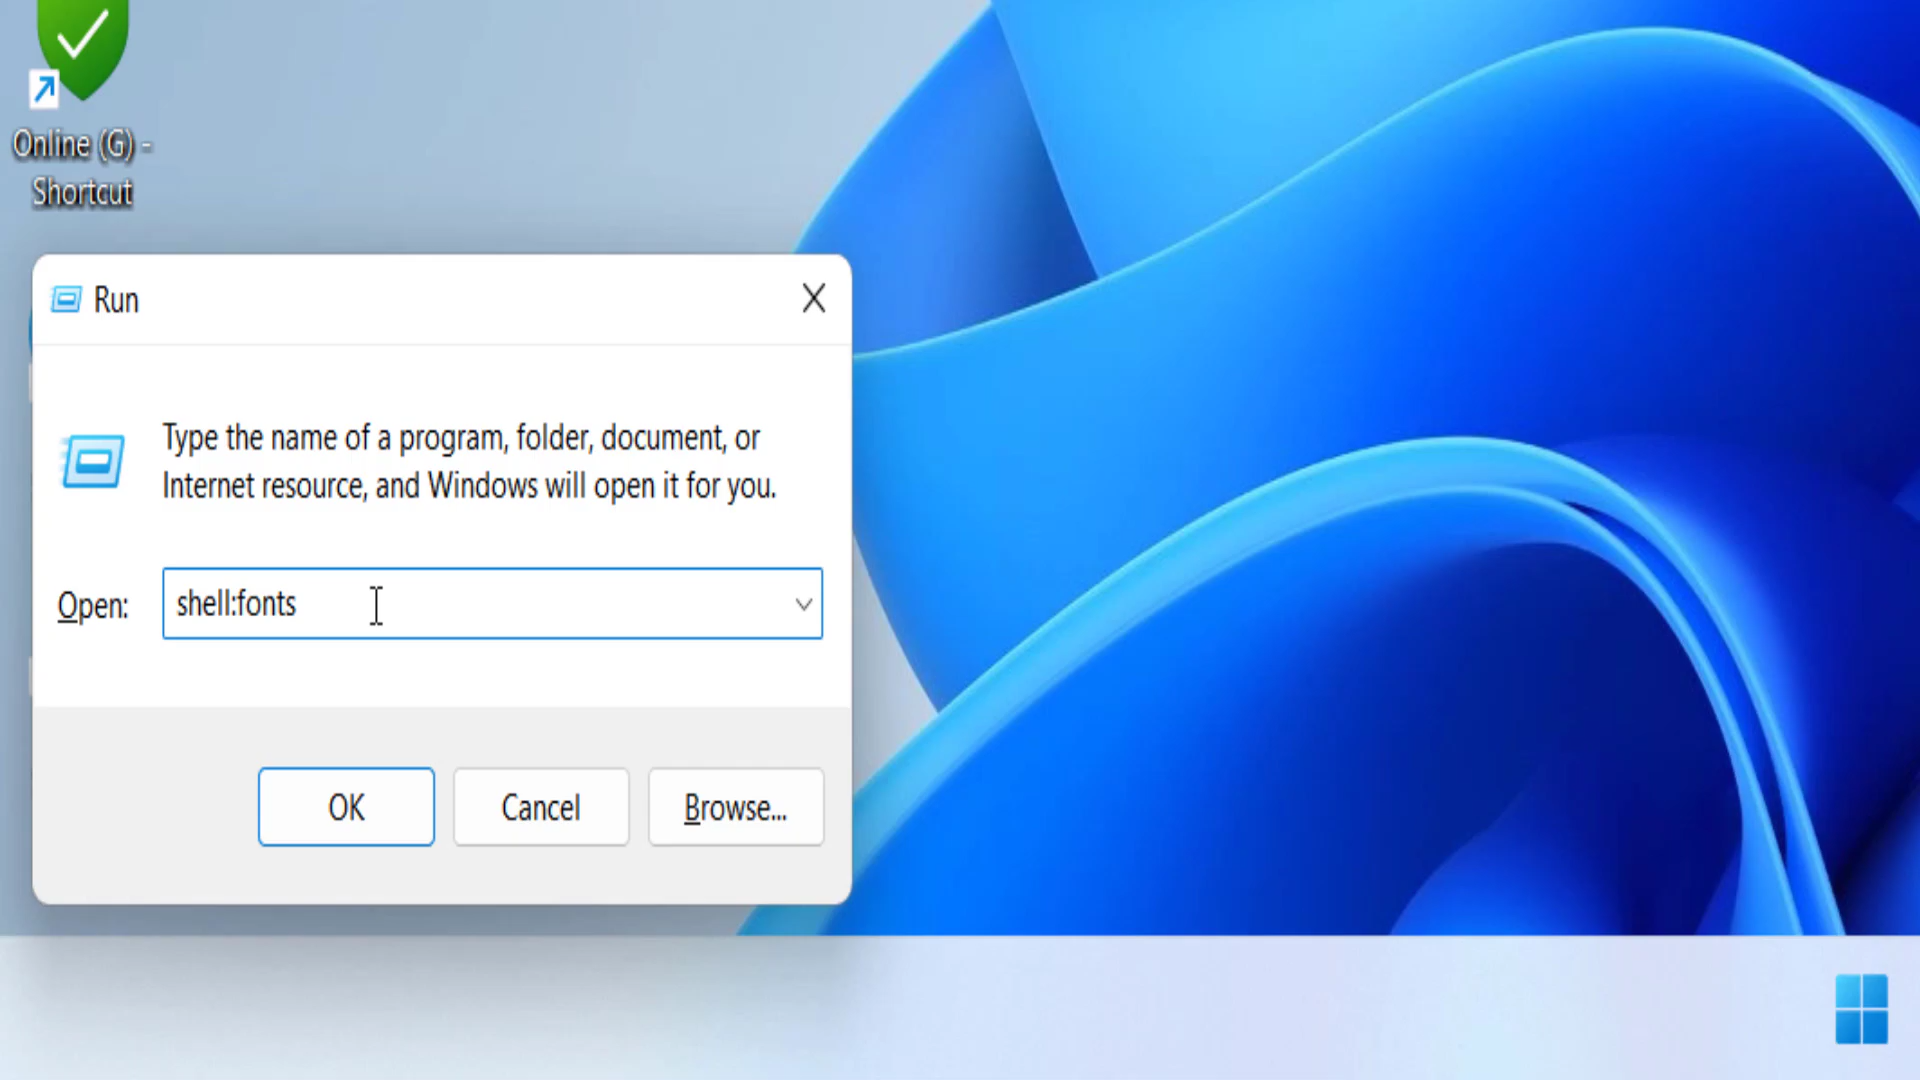 Online (G) -
Shortcut
Run
Type the name of a program, folder, document, or
Internet resource, and Windows will open it for you.
Open:
shell:fonts
OK
Cancel
Browse...